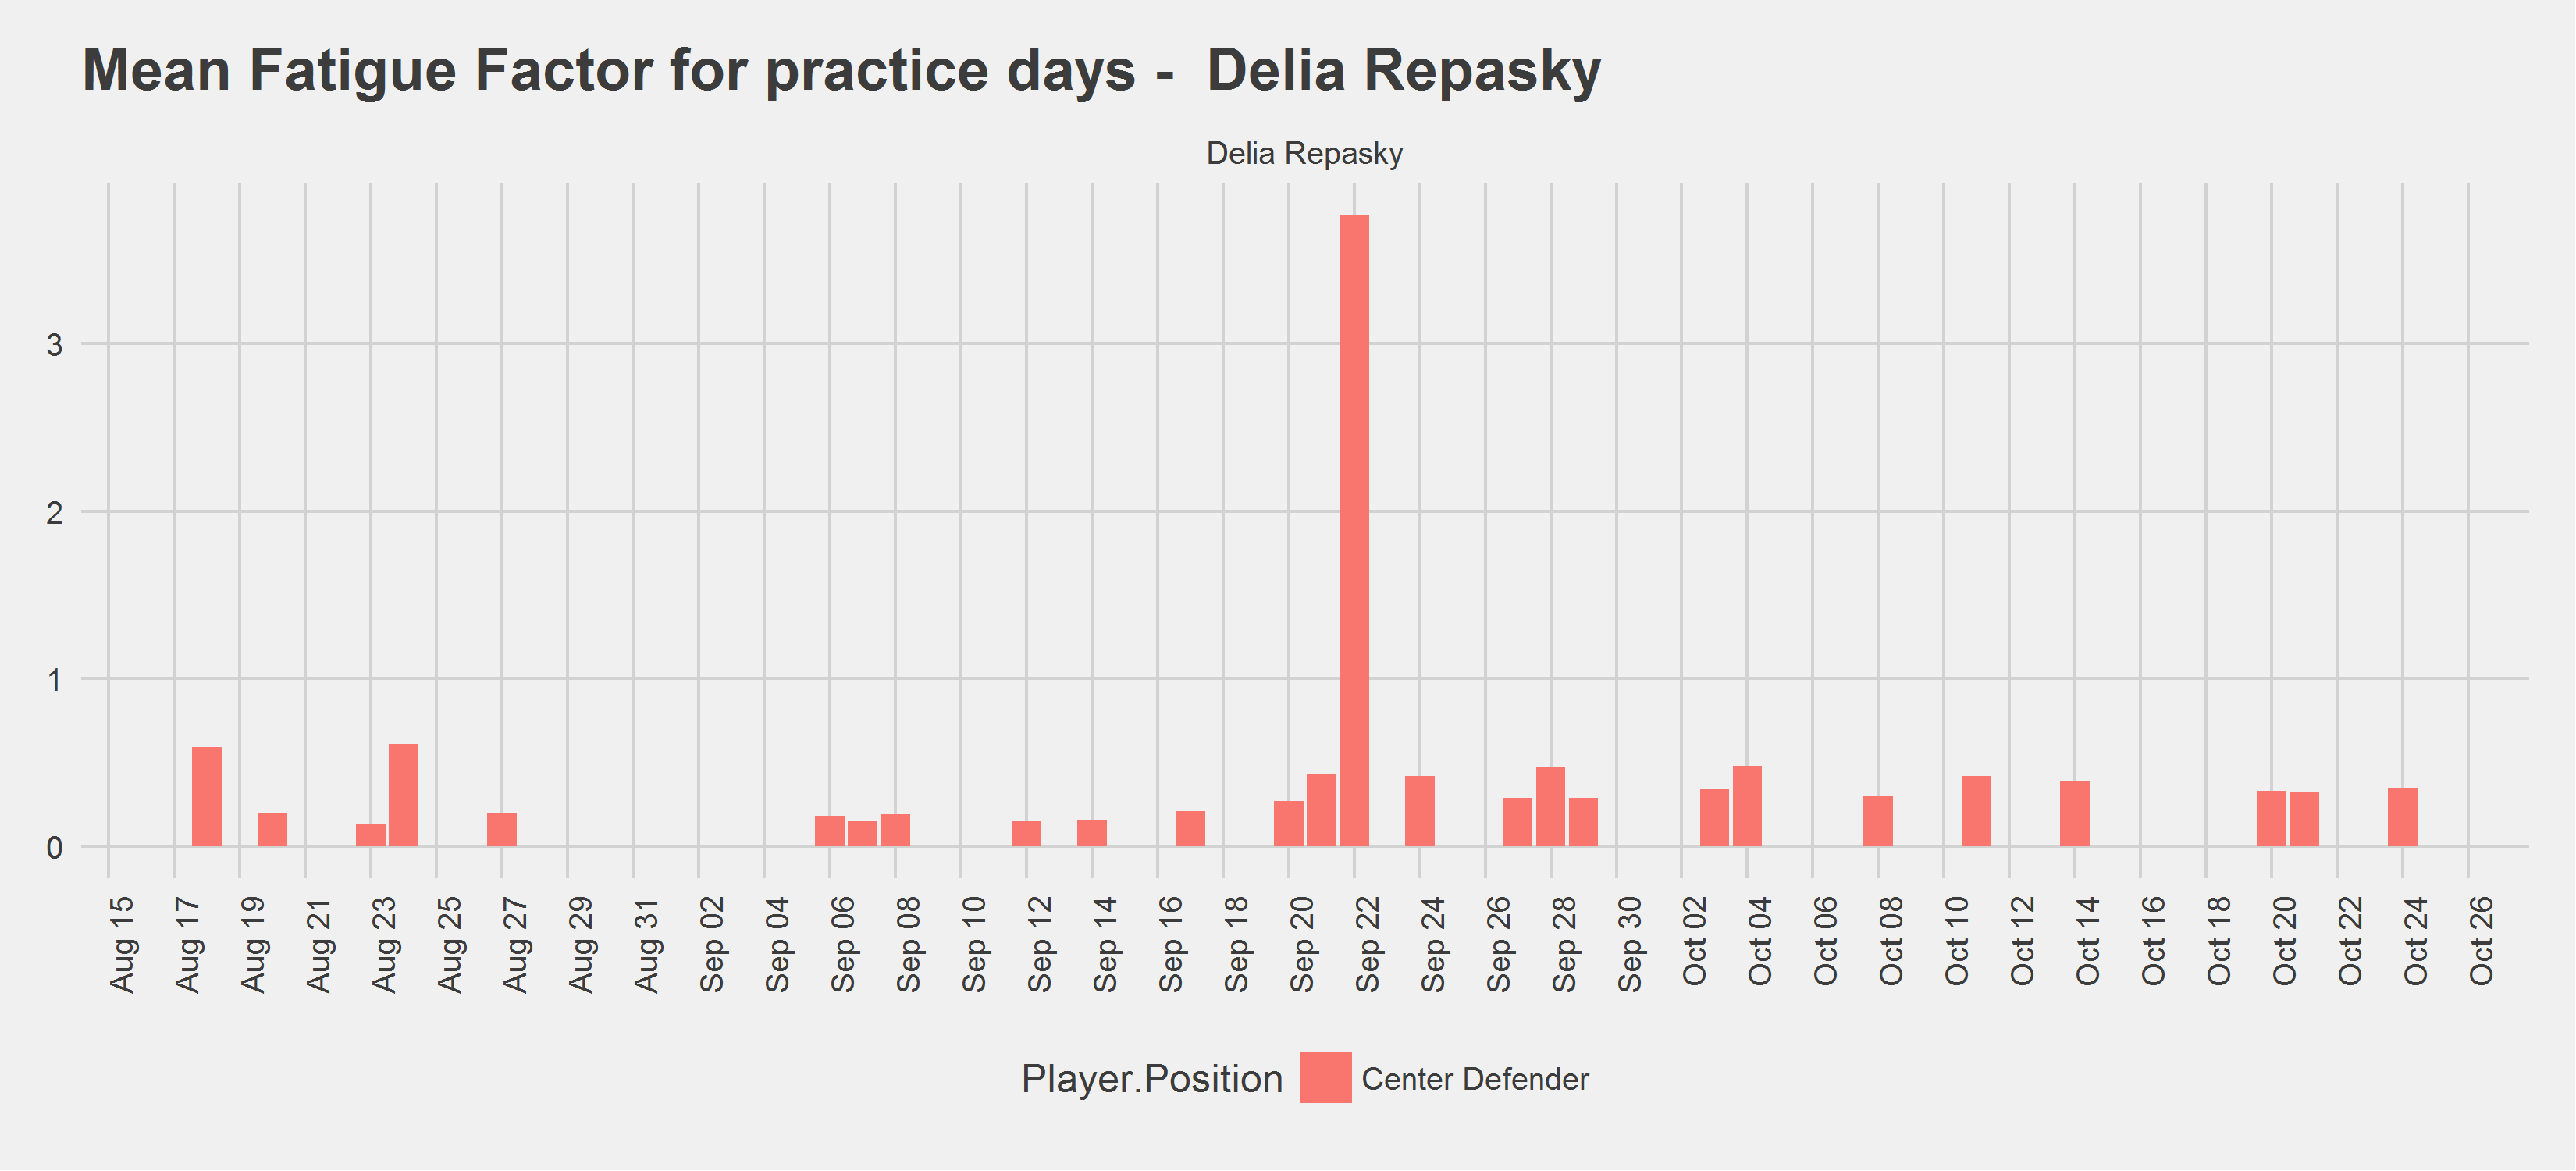 Mean Fatigue Factor for practice days -  Delia Repasky
Delia Repasky
3
2
1
0
Aug 15
Aug 17
Aug 19
Aug 21
Aug 23
Aug 25
Aug 27
Aug 29
Aug 31
Sep 02
Sep 04
Sep 06
Sep 08
Sep 10
Sep 12
Sep 14
Sep 16
Sep 18
Sep 20
Sep 22
Sep 24
Sep 26
Sep 28
Sep 30
Oct 02
Oct 04
Oct 06
Oct 08
Oct 10
Oct 12
Oct 14
Oct 16
Oct 18
Oct 20
Oct 22
Oct 24
Oct 26
Player.Position
Center Defender